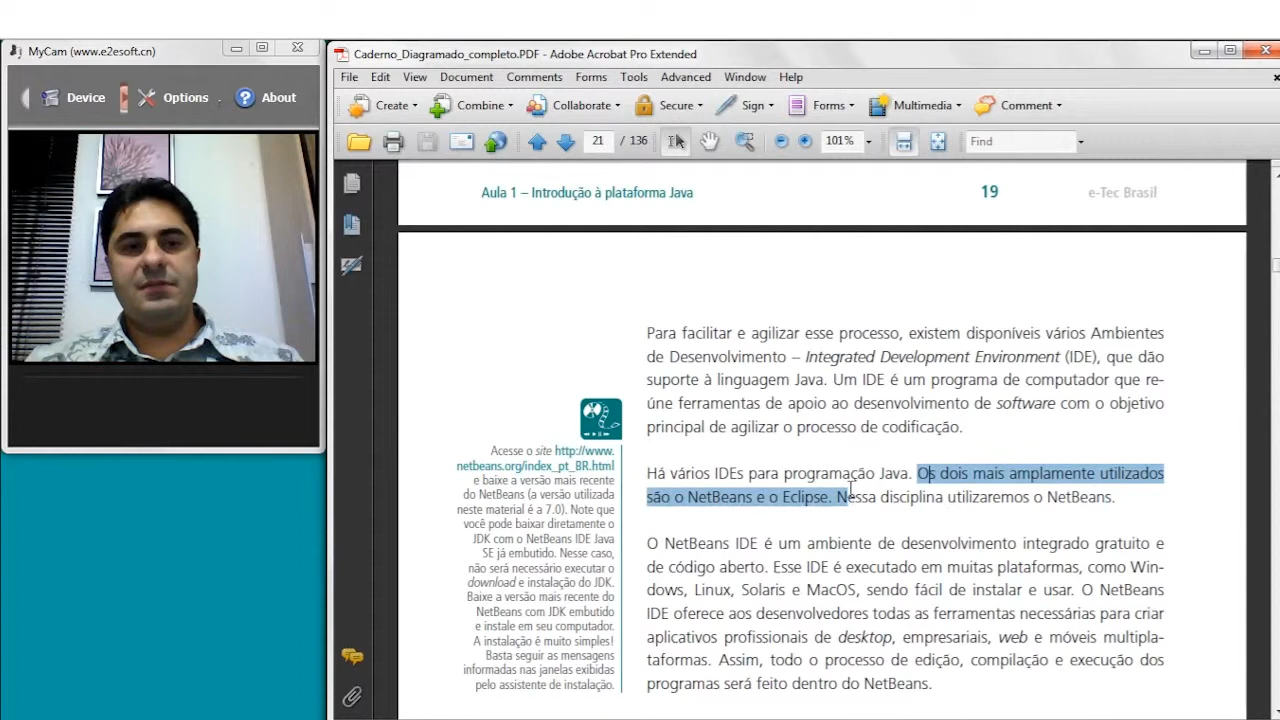 MyCam (www.e2esoft.cn)
Device
Options
About
Caderno_Diagramado_completo.PDF - Adobe Acrobat Pro Extended
File Edit View Document Comments Forms Tools Advanced Window Help
Create Combine Collaborate Secure Sign Forms Multimedia Comment
21 / 136 101% Find
Aula 1 – Introdução à plataforma Java 19 e-Tec Brasil
Para facilitar e agilizar esse processo, existem disponíveis vários Ambientes
de Desenvolvimento – Integrated Development Environment (IDE), que dão
suporte à linguagem Java. Um IDE é um programa de computador que re-
úne ferramentas de apoio ao desenvolvimento de software com o objetivo
principal de agilizar o processo de codificação.
Há vários IDEs para programação Java. Os dois mais amplamente utilizados
são o NetBeans e o Eclipse. Nessa disciplina utilizaremos o NetBeans.
O NetBeans IDE é um ambiente de desenvolvimento integrado gratuito e
de código aberto. Esse IDE é executado em muitas plataformas, como Win-
dows, Linux, Solaris e MacOS, sendo fácil de instalar e usar. O NetBeans
IDE oferece aos desenvolvedores todas as ferramentas necessárias para criar
aplicativos profissionais de desktop, empresariais, web e móveis multipla-
taformas. Assim, todo o processo de edição, compilação e execução dos
programas será feito dentro do NetBeans.
Acesse o site http://www.
netbeans.org/index_pt_BR.html
e baixe a versão mais recente
do NetBeans (a versão utilizada
neste material é a 7.0). Note que
você pode baixar diretamente o
JDK com o NetBeans IDE Java
SE já embutido. Nesse caso,
não será necessário executar o
download e instalação do JDK.
Baixe a versão mais recente do
NetBeans com JDK embutido
e instale em seu computador.
A instalação é muito simples!
Basta seguir as mensagens
informadas nas janelas exibidas
pelo assistente de instalação.